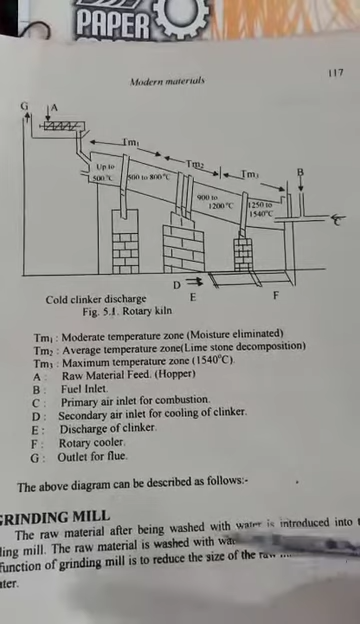 PAPER
Modern materials
117
G
A
Tm₁
Tm₂
Tm₃
Up to
500°C
500 to 800°C
900 to
1200°C
1250 to
1540°C
B
C
D
E
F
Cold clinker discharge
Fig. 5.1. Rotary kiln
Tm₁ : Moderate temperature zone (Moisture eliminated)
Tm₂ : Average temperature zone(Lime stone decomposition)
Tm₃ : Maximum temperature zone (1540°C).
A : Raw Material Feed. (Hopper)
B : Fuel Inlet.
C : Primary air inlet for combustion.
D : Secondary air inlet for cooling of clinker.
E : Discharge of clinker.
F : Rotary cooler.
G : Outlet for flue.
The above diagram can be described as follows:-
GRINDING MILL
The raw material after being washed with water is introduced into
ling mill. The raw material is washed with
function of grinding mill is to reduce the size of the
ater.